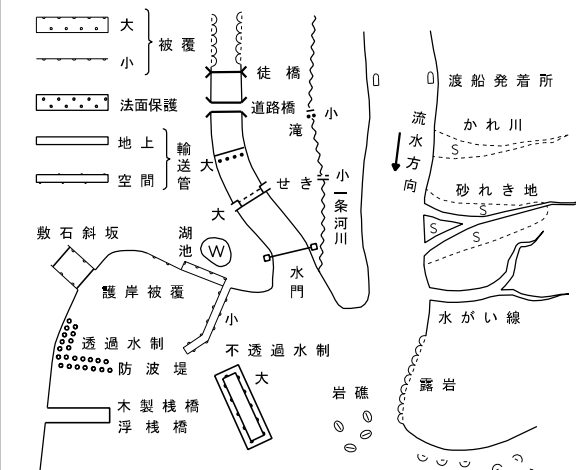 大
被覆
小
法面保護
地上
空間
輸送管
徒橋
道路橋
大
小
滝
せき
小
大
一条河川
渡船発着所
流水方向
かれ川
S
砂れき地
S
S
S
敷石斜坂
湖池
W
護岸被覆
水門
小
水がい線
透過水制
防波堤
不透過水制
大
木製桟橋
浮桟橋
岩礁
露岩